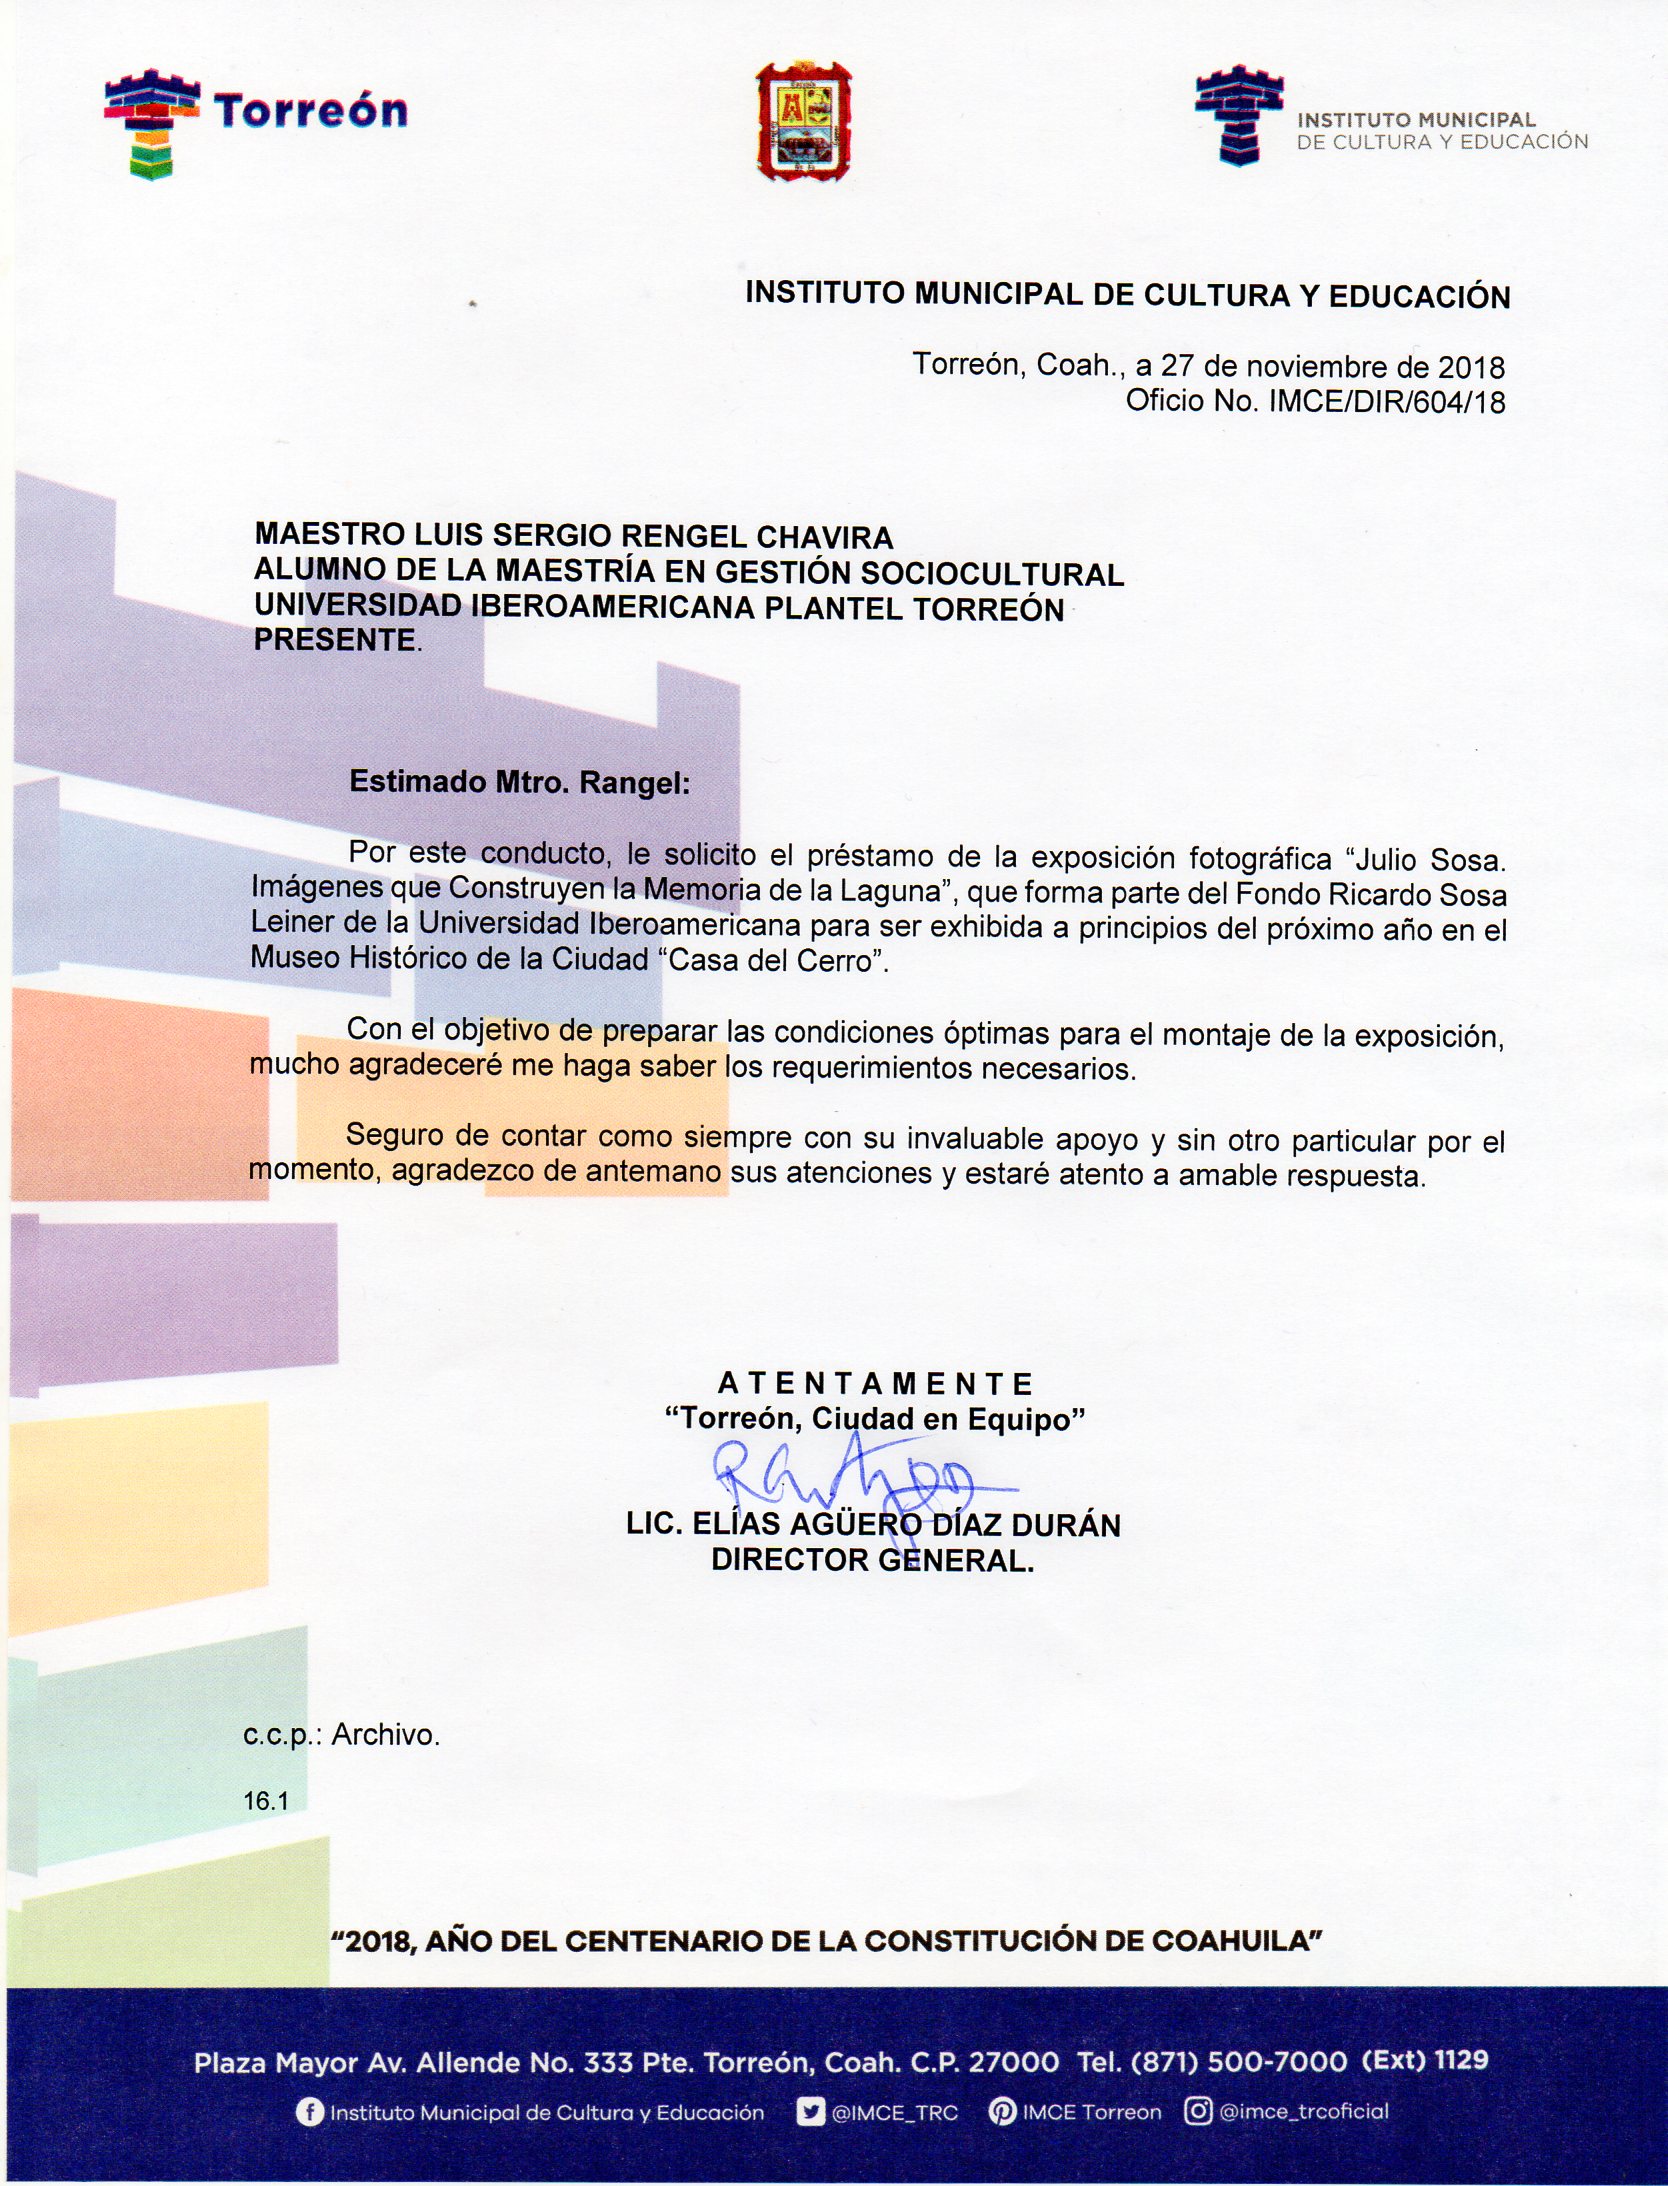 Torreón
INSTITUTO MUNICIPAL
DE CULTURA Y EDUCACIÓN
INSTITUTO MUNICIPAL DE CULTURA Y EDUCACIÓN
Torreón, Coah., a 27 de noviembre de 2018
Oficio No. IMCE/DIR/604/18
MAESTRO LUIS SERGIO RENGEL CHAVIRA
ALUMNO DE LA MAESTRÍA EN GESTIÓN SOCIOCULTURAL
UNIVERSIDAD IBEROAMERICANA PLANTEL TORREÓN
PRESENTE.
Estimado Mtro. Rangel:
Por este conducto, le solicito el préstamo de la exposición fotográfica “Julio Sosa.
Imágenes que Construyen la Memoria de la Laguna”, que forma parte del Fondo Ricardo Sosa
Leiner de la Universidad Iberoamericana para ser exhibida a principios del próximo año en el
Museo Histórico de la Ciudad “Casa del Cerro”.
Con el objetivo de preparar las condiciones óptimas para el montaje de la exposición,
mucho agradeceré me haga saber los requerimientos necesarios.
Seguro de contar como siempre con su invaluable apoyo y sin otro particular por el
momento, agradezco de antemano sus atenciones y estaré atento a amable respuesta.
A T E N T A M E N T E
“Torreón, Ciudad en Equipo”
LIC. ELÍAS AGÜERO DÍAZ DURÁN
DIRECTOR GENERAL.
c.c.p.: Archivo.
16.1
“2018, AÑO DEL CENTENARIO DE LA CONSTITUCIÓN DE COAHUILA”
Plaza Mayor Av. Allende No. 333 Pte. Torreón, Coah. C.P. 27000 Tel. (871) 500-7000 (Ext) 1129
Instituto Municipal de Cultura y Educación @IMCE_TRC IMCE Torreon @imce_trcoficial